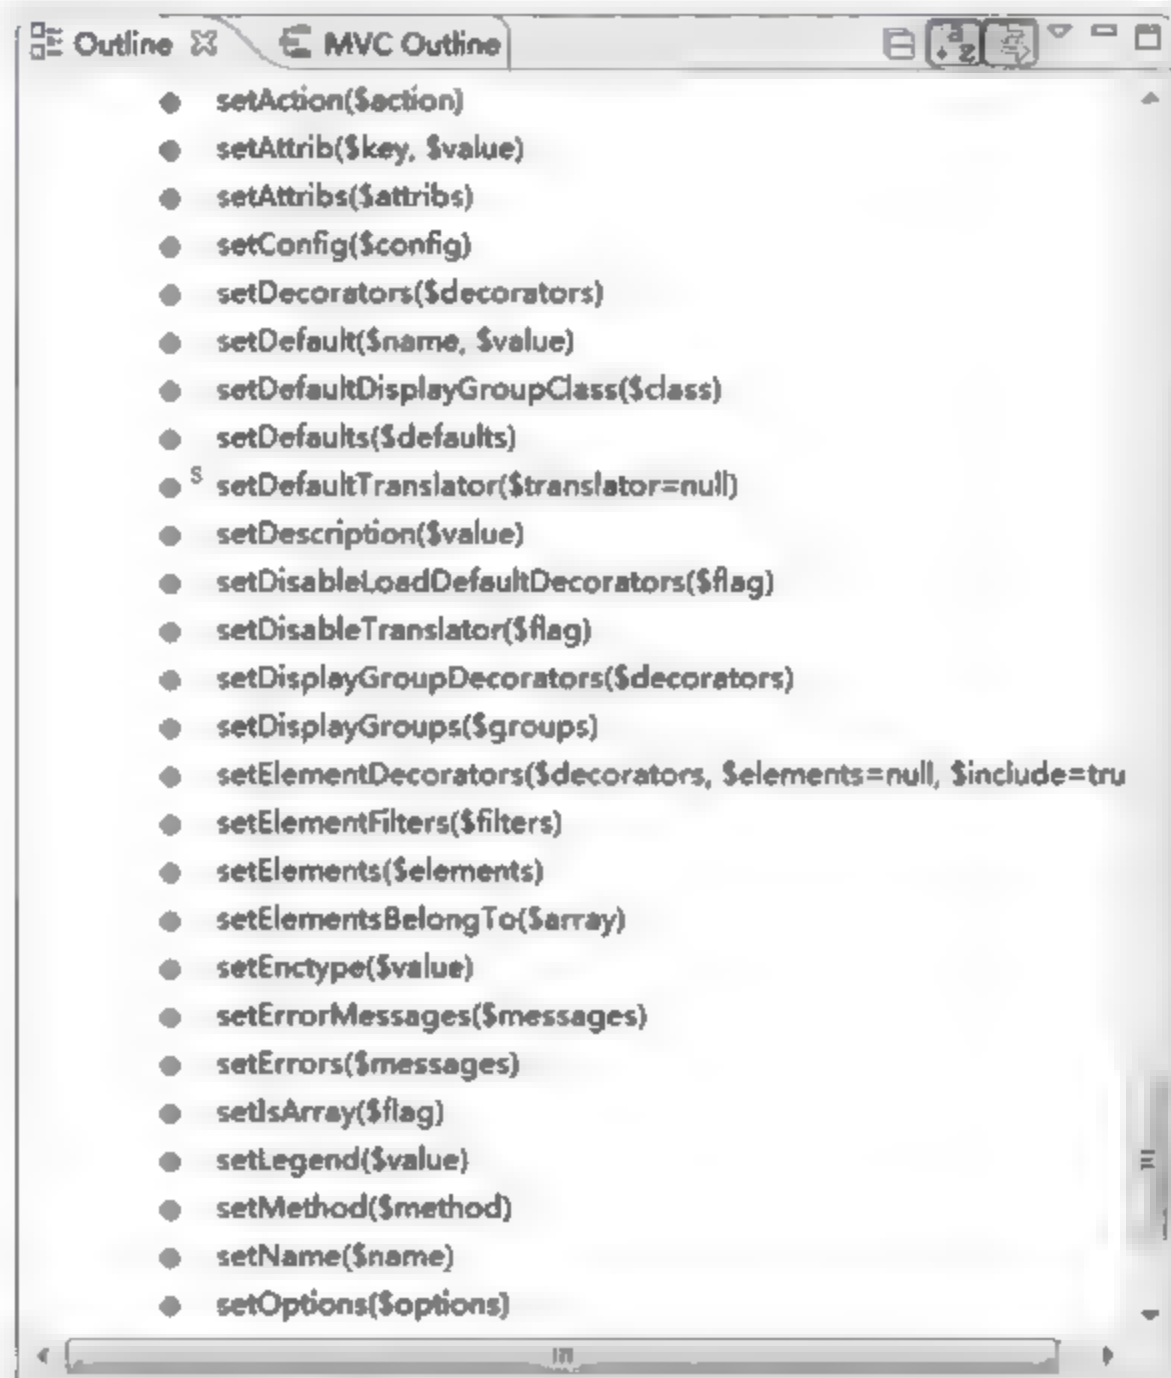 Outline MVC Outline
setAction($action)
setAttrib($key, $value)
setAttribs($attribs)
setConfig($config)
setDecorators($decorators)
setDefault($name, $value)
setDefaultDisplayGroupClass($class)
setDefaults($defaults)
S setDefaultTranslator($translator=null)
setDescription($value)
setDisableLoadDefaultDecorators($flag)
setDisableTranslator($flag)
setDisplayGroupDecorators($decorators)
setDisplayGroups($groups)
setElementDecorators($decorators, $elements=null, $include=tru
setElementFilters($filters)
setElements($elements)
setElementsBelongTo($array)
setEnctype($value)
setErrorMessages($messages)
setErrors($messages)
setIsArray($flag)
setLegend($value)
setMethod($method)
setName($name)
setOptions($options)